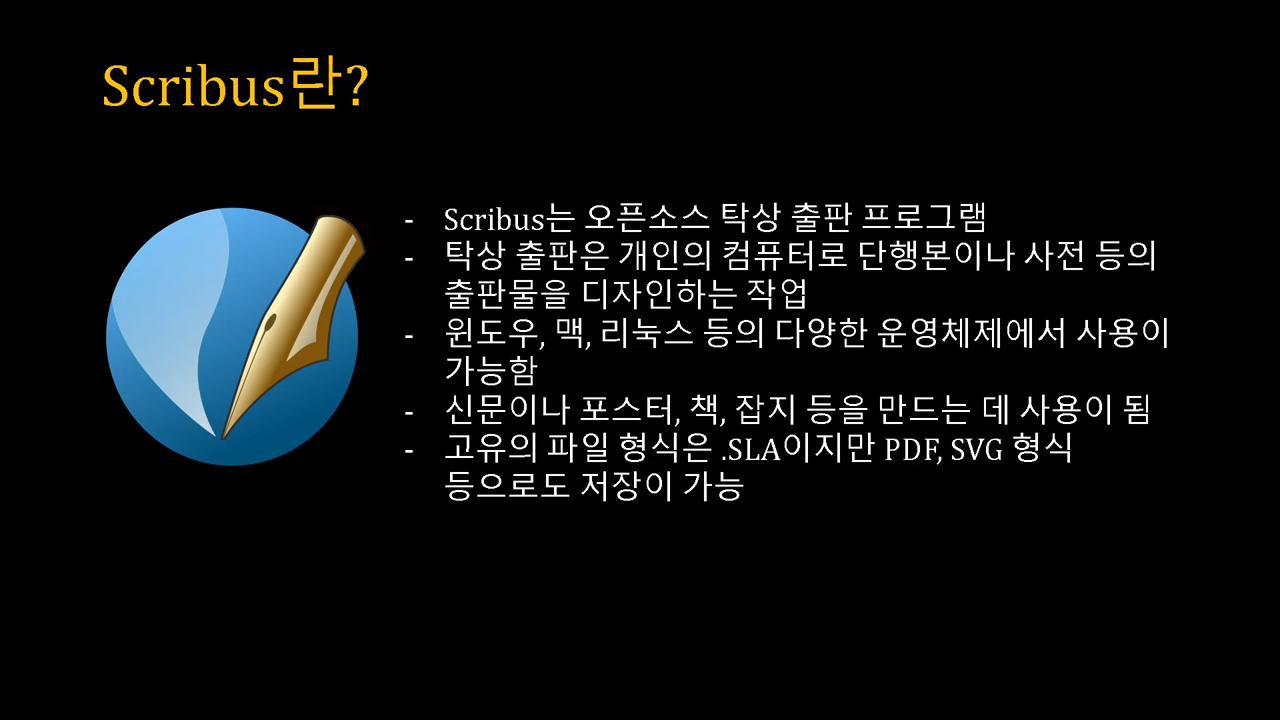 Scribus란?
- Scribus는 오픈소스 탁상 출판 프로그램
- 탁상 출판은 개인의 컴퓨터로 단행본이나 사전 등의
출판물을 디자인하는 작업
- 윈도우, 맥, 리눅스 등의 다양한 운영체제에서 사용이
가능함
- 신문이나 포스터, 책, 잡지 등을 만드는 데 사용이 됨
- 고유의 파일 형식은 .SLA이지만 PDF, SVG 형식
등으로도 저장이 가능